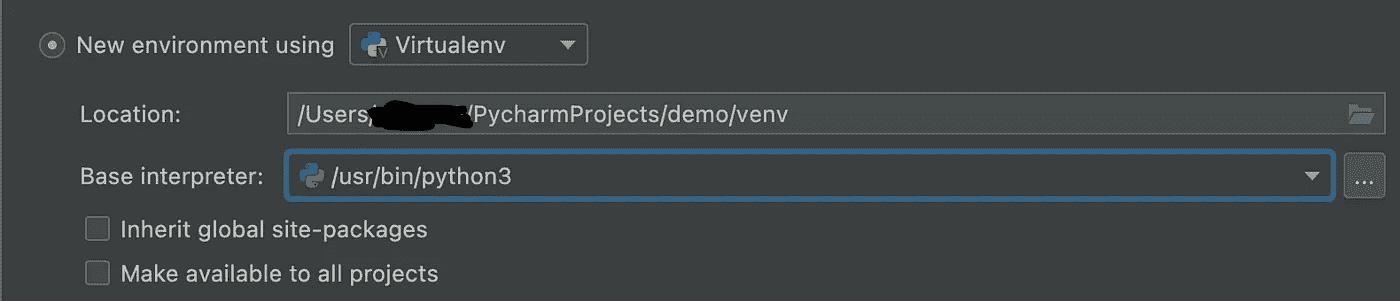 New environment using Virtualenv
Location: /Users/ /PycharmProjects/demo/venv
Base interpreter: /usr/bin/python3 ...
Inherit global site-packages
Make available to all projects